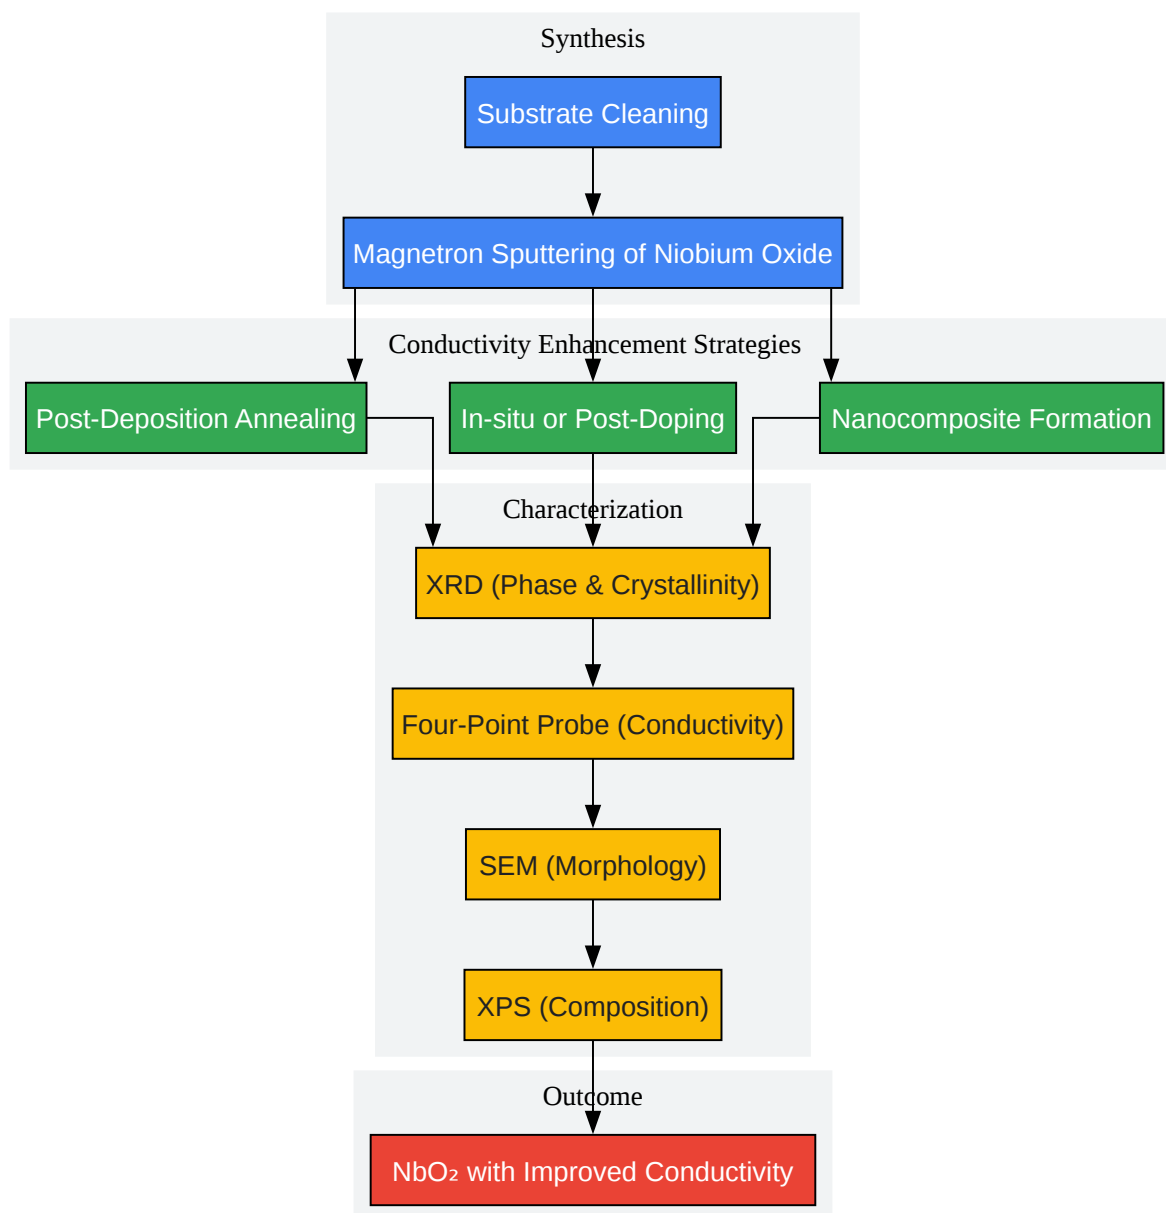 Synthesis
Substrate Cleaning
Magnetron Sputtering of Niobium Oxide
Conductivity Enhancement Strategies
Post-Deposition Annealing
In-situ or Post-Doping
Nanocomposite Formation
Characterization
XRD (Phase & Crystallinity)
Four-Point Probe (Conductivity)
SEM (Morphology)
XPS (Composition)
Outcome
NbO₂ with Improved Conductivity